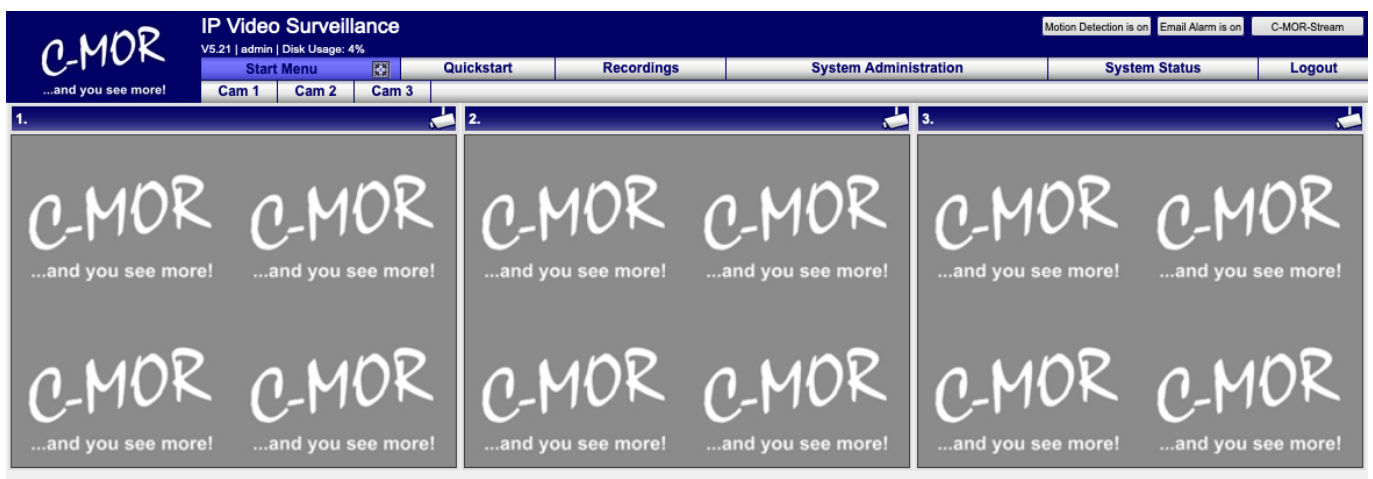 C-MOR
...and you see more!
IP Video Surveillance
V5.21 | admin | Disk Usage: 4%
Motion Detection is on
Email Alarm is on
C-MOR-Stream
Start Menu
Quickstart
Recordings
System Administration
System Status
Logout
Cam 1
Cam 2
Cam 3
1.
2.
3.
C-MOR C-MOR C-MOR C-MOR C-MOR C-MOR
...and you see more! ...and you see more! ...and you see more! ...and you see more! ...and you see more! ...and you see more!
C-MOR C-MOR C-MOR C-MOR C-MOR C-MOR
...and you see more! ...and you see more! ...and you see more! ...and you see more! ...and you see more! ...and you see more!